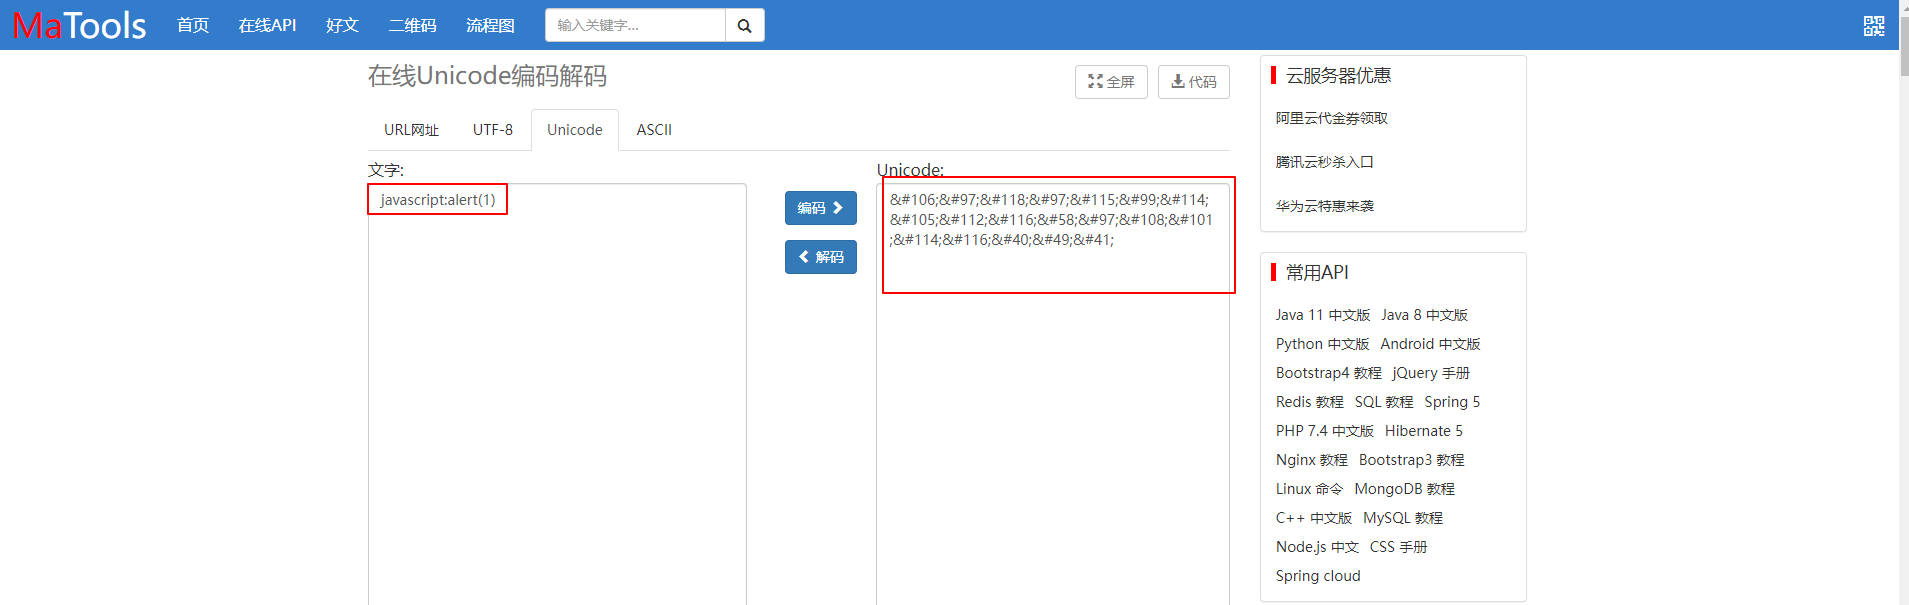 MaTools 首页 在线API 好文 二维码 流程图 输入关键字...
在线Unicode编码解码
全屏 代码
URL网址 UTF-8 Unicode ASCII
文字:
javascript:alert(1)
编码
解码
Unicode:
&#106;&#97;&#118;&#97;&#115;&#99;&#114;
&#105;&#112;&#116;&#58;&#97;&#108;&#101
;&#114;&#116;&#40;&#49;&#41;
云服务器优惠
阿里云代金券领取
腾讯云秒杀入口
华为云特惠来袭
常用API
Java 11 中文版 Java 8 中文版
Python 中文版 Android 中文版
Bootstrap4 教程 jQuery 手册
Redis 教程 SQL 教程 Spring 5
PHP 7.4 中文版 Hibernate 5
Nginx 教程 Bootstrap3 教程
Linux 命令 MongoDB 教程
C++ 中文版 MySQL 教程
Node.js 中文 CSS 手册
Spring cloud